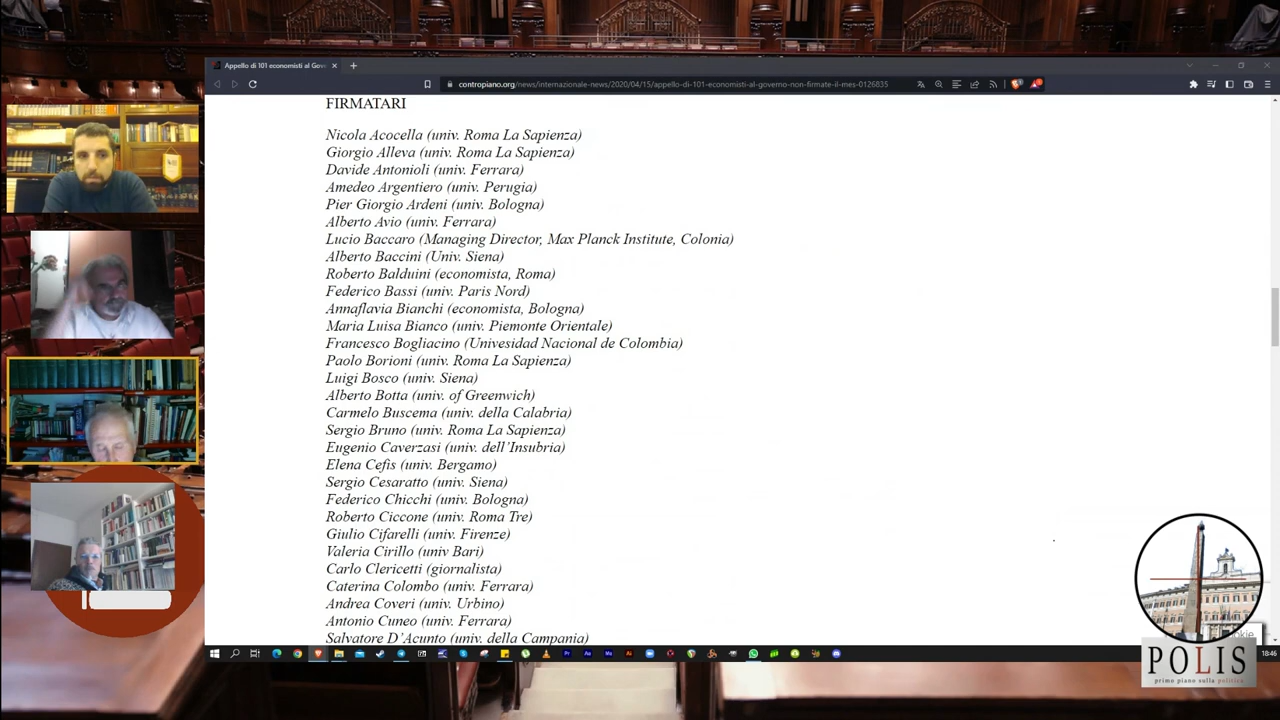 Appello di 101 economisti al Gov
contropiano.org/news/internazionale-news/2020/04/15/appello-di-101-economisti-al-governo-non-firmate-il-mes-0126835
FIRMATARI
Nicola Acocella (univ. Roma La Sapienza)
Giorgio Alleva (univ. Roma La Sapienza)
Davide Antonioli (univ. Ferrara)
Amedeo Argentiero (univ. Perugia)
Pier Giorgio Ardeni (univ. Bologna)
Alberto Avio (univ. Ferrara)
Lucio Baccaro (Managing Director, Max Planck Institute, Colonia)
Alberto Baccini (Univ. Siena)
Roberto Balduini (economista, Roma)
Federico Bassi (univ. Paris Nord)
Annaflavia Bianchi (economista, Bologna)
Maria Luisa Bianco (univ. Piemonte Orientale)
Francesco Bogliacino (Univesidad Nacional de Colombia)
Paolo Borioni (univ. Roma La Sapienza)
Luigi Bosco (univ. Siena)
Alberto Botta (univ. of Greenwich)
Carmelo Buscema (univ. della Calabria)
Sergio Bruno (univ. Roma La Sapienza)
Eugenio Caverzasi (univ. dell’Insubria)
Elena Cefis (univ. Bergamo)
Sergio Cesaratto (univ. Siena)
Federico Chicchi (univ. Bologna)
Roberto Ciccone (univ. Roma Tre)
Giulio Cifarelli (univ. Firenze)
Valeria Cirillo (univ Bari)
Carlo Clericetti (giornalista)
Caterina Colombo (univ. Ferrara)
Andrea Coveri (univ. Urbino)
Antonio Cuneo (univ. Ferrara)
Salvatore D’Acunto (univ. della Campania)
18:46
POLIS
primo piano sulla politica